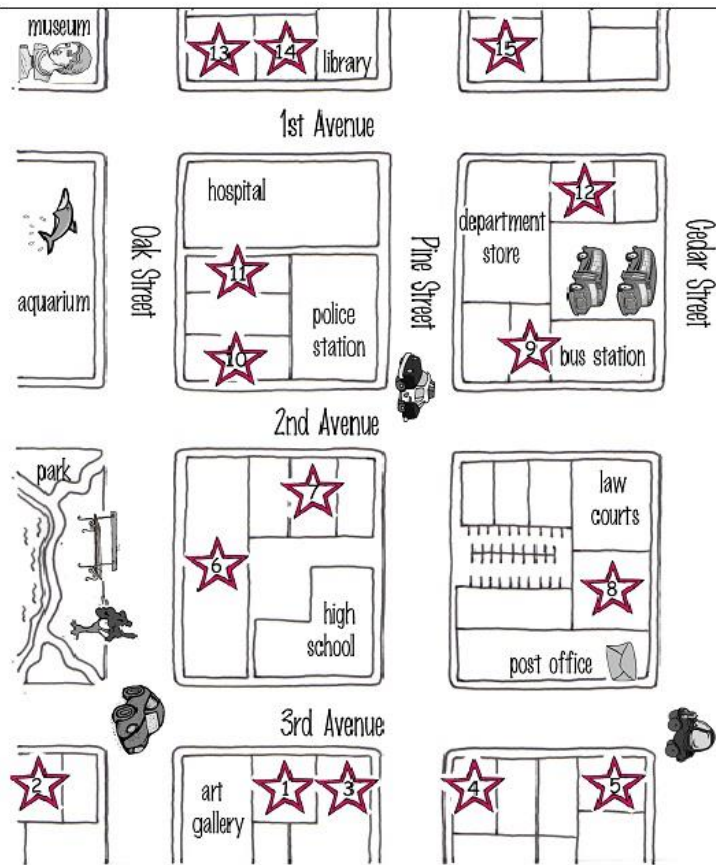 museum
13
14
library
15
1st Avenue
hospital
12
department
store
aquarium
Oak Street
11
police
station
10
Pine Street
9
bus station
Cedar Street
2nd Avenue
park
7
law
courts
6
8
high
school
post office
3rd Avenue
2
art
gallery
1
3
4
5